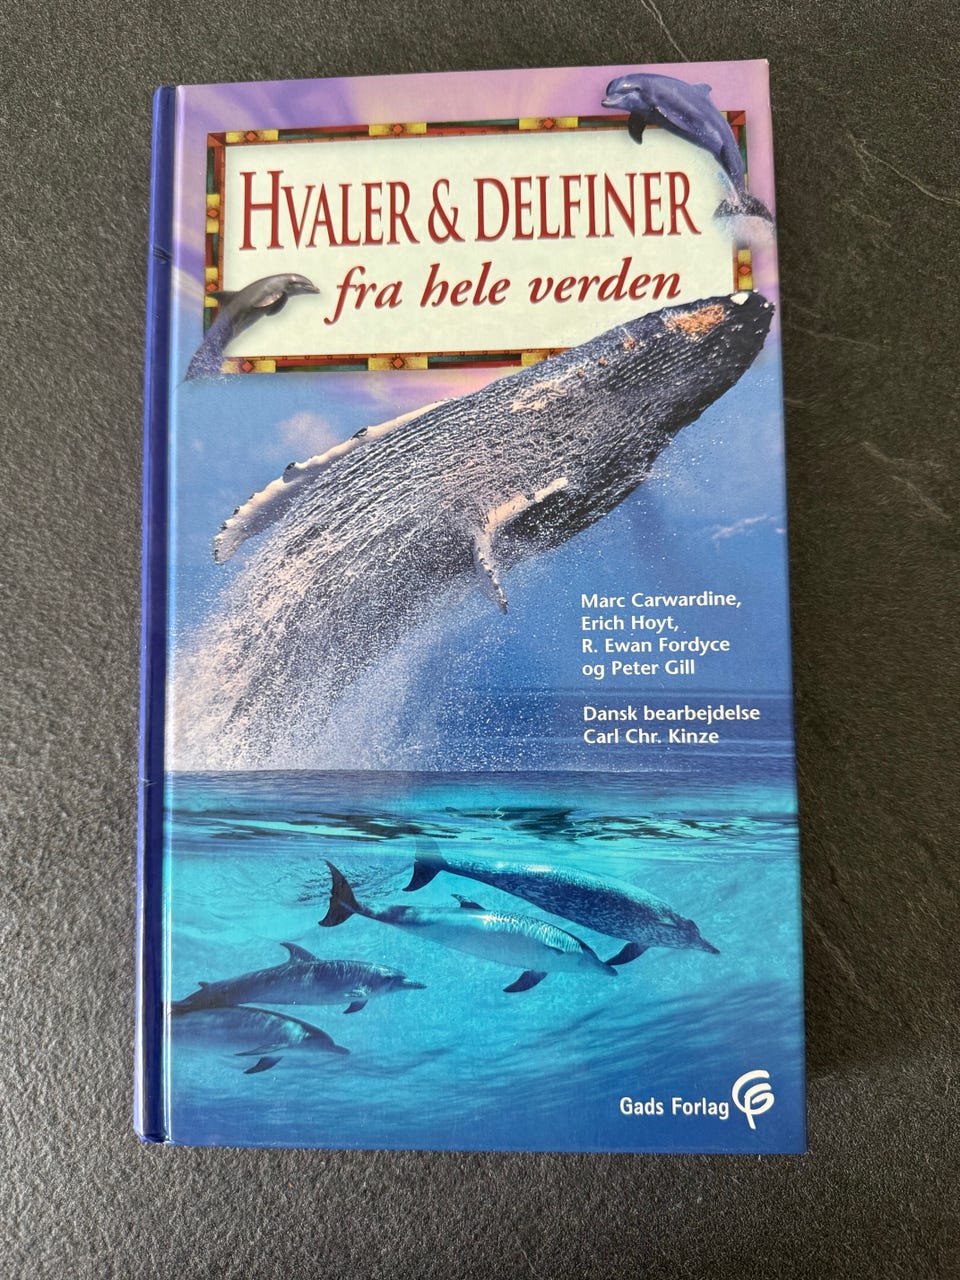 HVALER & DELFINER
fra hele verden
Marc Carwardine,
Erich Hoyt,
R. Ewan Fordyce
og Peter Gill
Dansk bearbejdelse
Carl Chr. Kinze
Gads Forlag